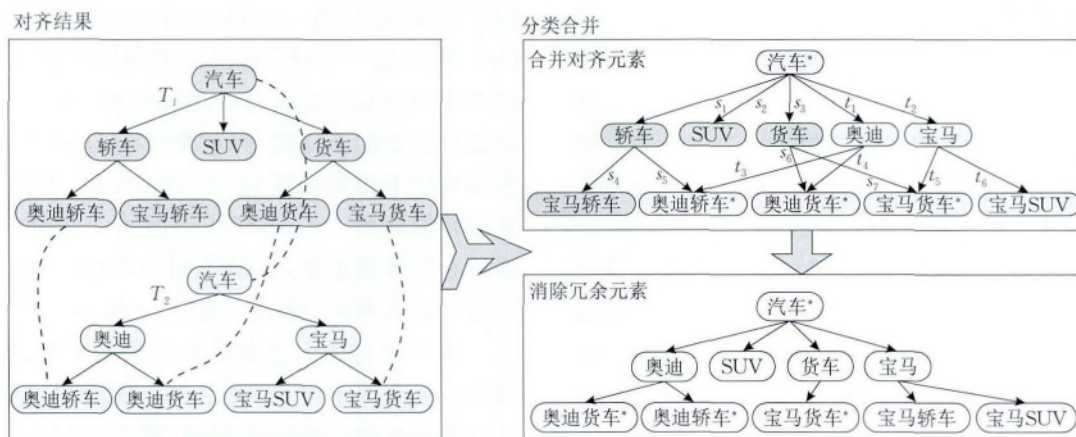 对齐结果
汽车
T1
轿车 SUV 货车
奥迪轿车 宝马轿车 奥迪货车 宝马货车
汽车
T2
奥迪 宝马
奥迪轿车 奥迪货车 宝马SUV 宝马货车
分类合并
合并对齐元素
汽车*
s1 s2 s3 t1 t2
轿车 SUV 货车 奥迪 宝马
s4 s5 t3 s6 t4 s7 t5 t6
宝马轿车 奥迪轿车* 奥迪货车* 宝马货车* 宝马SUV
消除冗余元素
汽车*
奥迪 SUV 货车 宝马
奥迪货车* 奥迪轿车* 宝马货车* 宝马轿车 宝马SUV